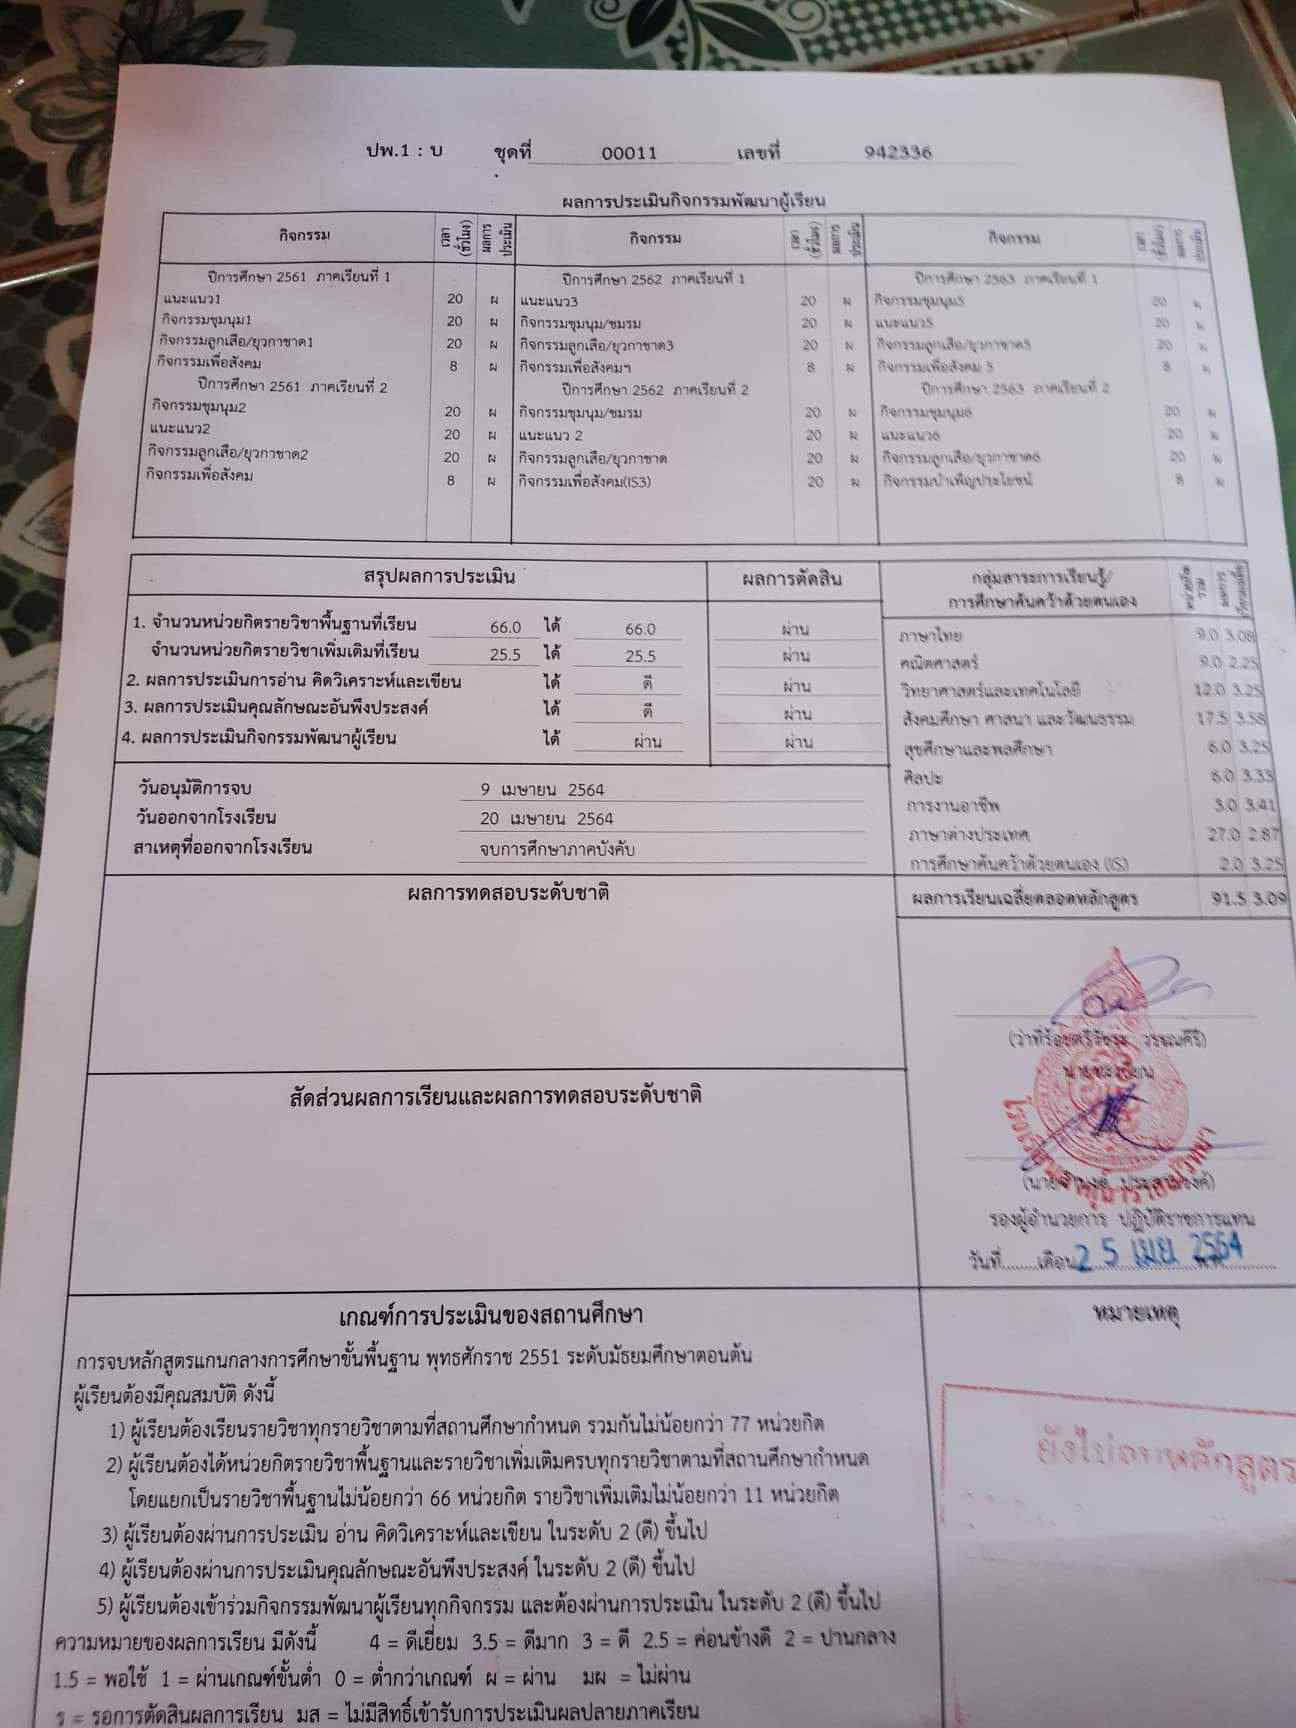 ปพ.1 : บ ชุดที่ 00011 เลขที่ 942336
ผลการประเมินกิจกรรมพัฒนาผู้เรียน
กิจกรรม เวลา (ชั่วโมง) ผลการประเมิน กิจกรรม เวลา (ชั่วโมง) ผลการประเมิน กิจกรรม เวลา (ชั่วโมง) ผลการประเมิน
ปีการศึกษา 2561 ภาคเรียนที่ 1 ปีการศึกษา 2562 ภาคเรียนที่ 1 ปีการศึกษา 2563 ภาคเรียนที่ 1
แนะแนว1 20 ผ แนะแนว3 20 ผ กิจกรรมชุมนุม5 20 ผ
กิจกรรมชุมนุม1 20 ผ กิจกรรมชุมนุม/ชมรม 20 ผ แนะแนว5 20 ผ
กิจกรรมลูกเสือ/ยุวกาชาด1 20 ผ กิจกรรมลูกเสือ/ยุวกาชาด3 20 ผ กิจกรรมลูกเสือ/ยุวกาชาด5 20 ผ
กิจกรรมเพื่อสังคม 8 ผ กิจกรรมเพื่อสังคมฯ 8 ผ กิจกรรมเพื่อสังคม 5 8 ผ
ปีการศึกษา 2561 ภาคเรียนที่ 2 ปีการศึกษา 2562 ภาคเรียนที่ 2 ปีการศึกษา 2563 ภาคเรียนที่ 2
กิจกรรมชุมนุม2 20 ผ กิจกรรมชุมนุม/ชมรม 20 ผ กิจกรรมชุมนุม6 20 ผ
แนะแนว2 20 ผ แนะแนว 2 20 ผ แนะแนว6 20 ผ
กิจกรรมลูกเสือ/ยุวกาชาด2 20 ผ กิจกรรมลูกเสือ/ยุวกาชาด 20 ผ กิจกรรมลูกเสือ/ยุวกาชาด6 20 ผ
กิจกรรมเพื่อสังคม 8 ผ กิจกรรมเพื่อสังคม(IS3) 20 ผ กิจกรรมบำเพ็ญประโยชน์ 8 ผ
สรุปผลการประเมิน ผลการตัดสิน
1. จำนวนหน่วยกิตรายวิชาพื้นฐานที่เรียน 66.0 ได้ 66.0 ผ่าน
จำนวนหน่วยกิตรายวิชาเพิ่มเติมที่เรียน 25.5 ได้ 25.5 ผ่าน
2. ผลการประเมินการอ่าน คิดวิเคราะห์และเขียน ได้ ดี ผ่าน
3. ผลการประเมินคุณลักษณะอันพึงประสงค์ ได้ ดี ผ่าน
4. ผลการประเมินกิจกรรมพัฒนาผู้เรียน ได้ ผ่าน ผ่าน
วันอนุมัติการจบ 9 เมษายน 2564
วันออกจากโรงเรียน 20 เมษายน 2564
สาเหตุที่ออกจากโรงเรียน จบการศึกษาภาคบังคับ
กลุ่มสาระการเรียนรู้/
การศึกษาค้นคว้าด้วยตนเอง
ภาษาไทย 9.0 3.08
คณิตศาสตร์ 9.0 2.25
วิทยาศาสตร์และเทคโนโลยี 12.0 3.25
สังคมศึกษา ศาสนา และวัฒนธรรม 17.5 3.58
สุขศึกษาและพลศึกษา 6.0 3.25
ศิลปะ 6.0 3.33
การงานอาชีพ 3.0 3.41
ภาษาต่างประเทศ 27.0 2.87
การศึกษาค้นคว้าด้วยตนเอง (IS) 2.0 3.25
ผลการเรียนเฉลี่ยตลอดหลักสูตร 91.5 3.09
ผลการทดสอบระดับชาติ
สัดส่วนผลการเรียนและผลการทดสอบระดับชาติ
นายทะเบียน
รองผู้อำนวยการ ปฏิบัติราชการแทน
วันที่ เดือน 25 เมย 2564
เกณฑ์การประเมินของสถานศึกษา
การจบหลักสูตรแกนกลางการศึกษาขั้นพื้นฐาน พุทธศักราช 2551 ระดับมัธยมศึกษาตอนต้น
ผู้เรียนต้องมีคุณสมบัติ ดังนี้
1) ผู้เรียนต้องเรียนรายวิชาทุกรายวิชาตามที่สถานศึกษากำหนด รวมกันไม่น้อยกว่า 77 หน่วยกิต
2) ผู้เรียนต้องได้หน่วยกิตรายวิชาพื้นฐานและรายวิชาเพิ่มเติมครบทุกรายวิชาตามที่สถานศึกษากำหนด
โดยแยกเป็นรายวิชาพื้นฐานไม่น้อยกว่า 66 หน่วยกิต รายวิชาเพิ่มเติมไม่น้อยกว่า 11 หน่วยกิต
3) ผู้เรียนต้องผ่านการประเมิน อ่าน คิดวิเคราะห์และเขียน ในระดับ 2 (ดี) ขึ้นไป
4) ผู้เรียนต้องผ่านการประเมินคุณลักษณะอันพึงประสงค์ ในระดับ 2 (ดี) ขึ้นไป
5) ผู้เรียนต้องเข้าร่วมกิจกรรมพัฒนาผู้เรียนทุกกิจกรรม และต้องผ่านการประเมิน ในระดับ 2 (ดี) ขึ้นไป
ความหมายของผลการเรียน มีดังนี้ 4 = ดีเยี่ยม 3.5 = ดีมาก 3 = ดี 2.5 = ค่อนข้างดี 2 = ปานกลาง
1.5 = พอใช้ 1 = ผ่านเกณฑ์ขั้นต่ำ 0 = ต่ำกว่าเกณฑ์ ผ = ผ่าน มผ = ไม่ผ่าน
ร = รอการตัดสินผลการเรียน มส = ไม่มีสิทธิ์เข้ารับการประเมินผลปลายภาคเรียน
หมายเหตุ
ยังไม่จบหลักสูตร